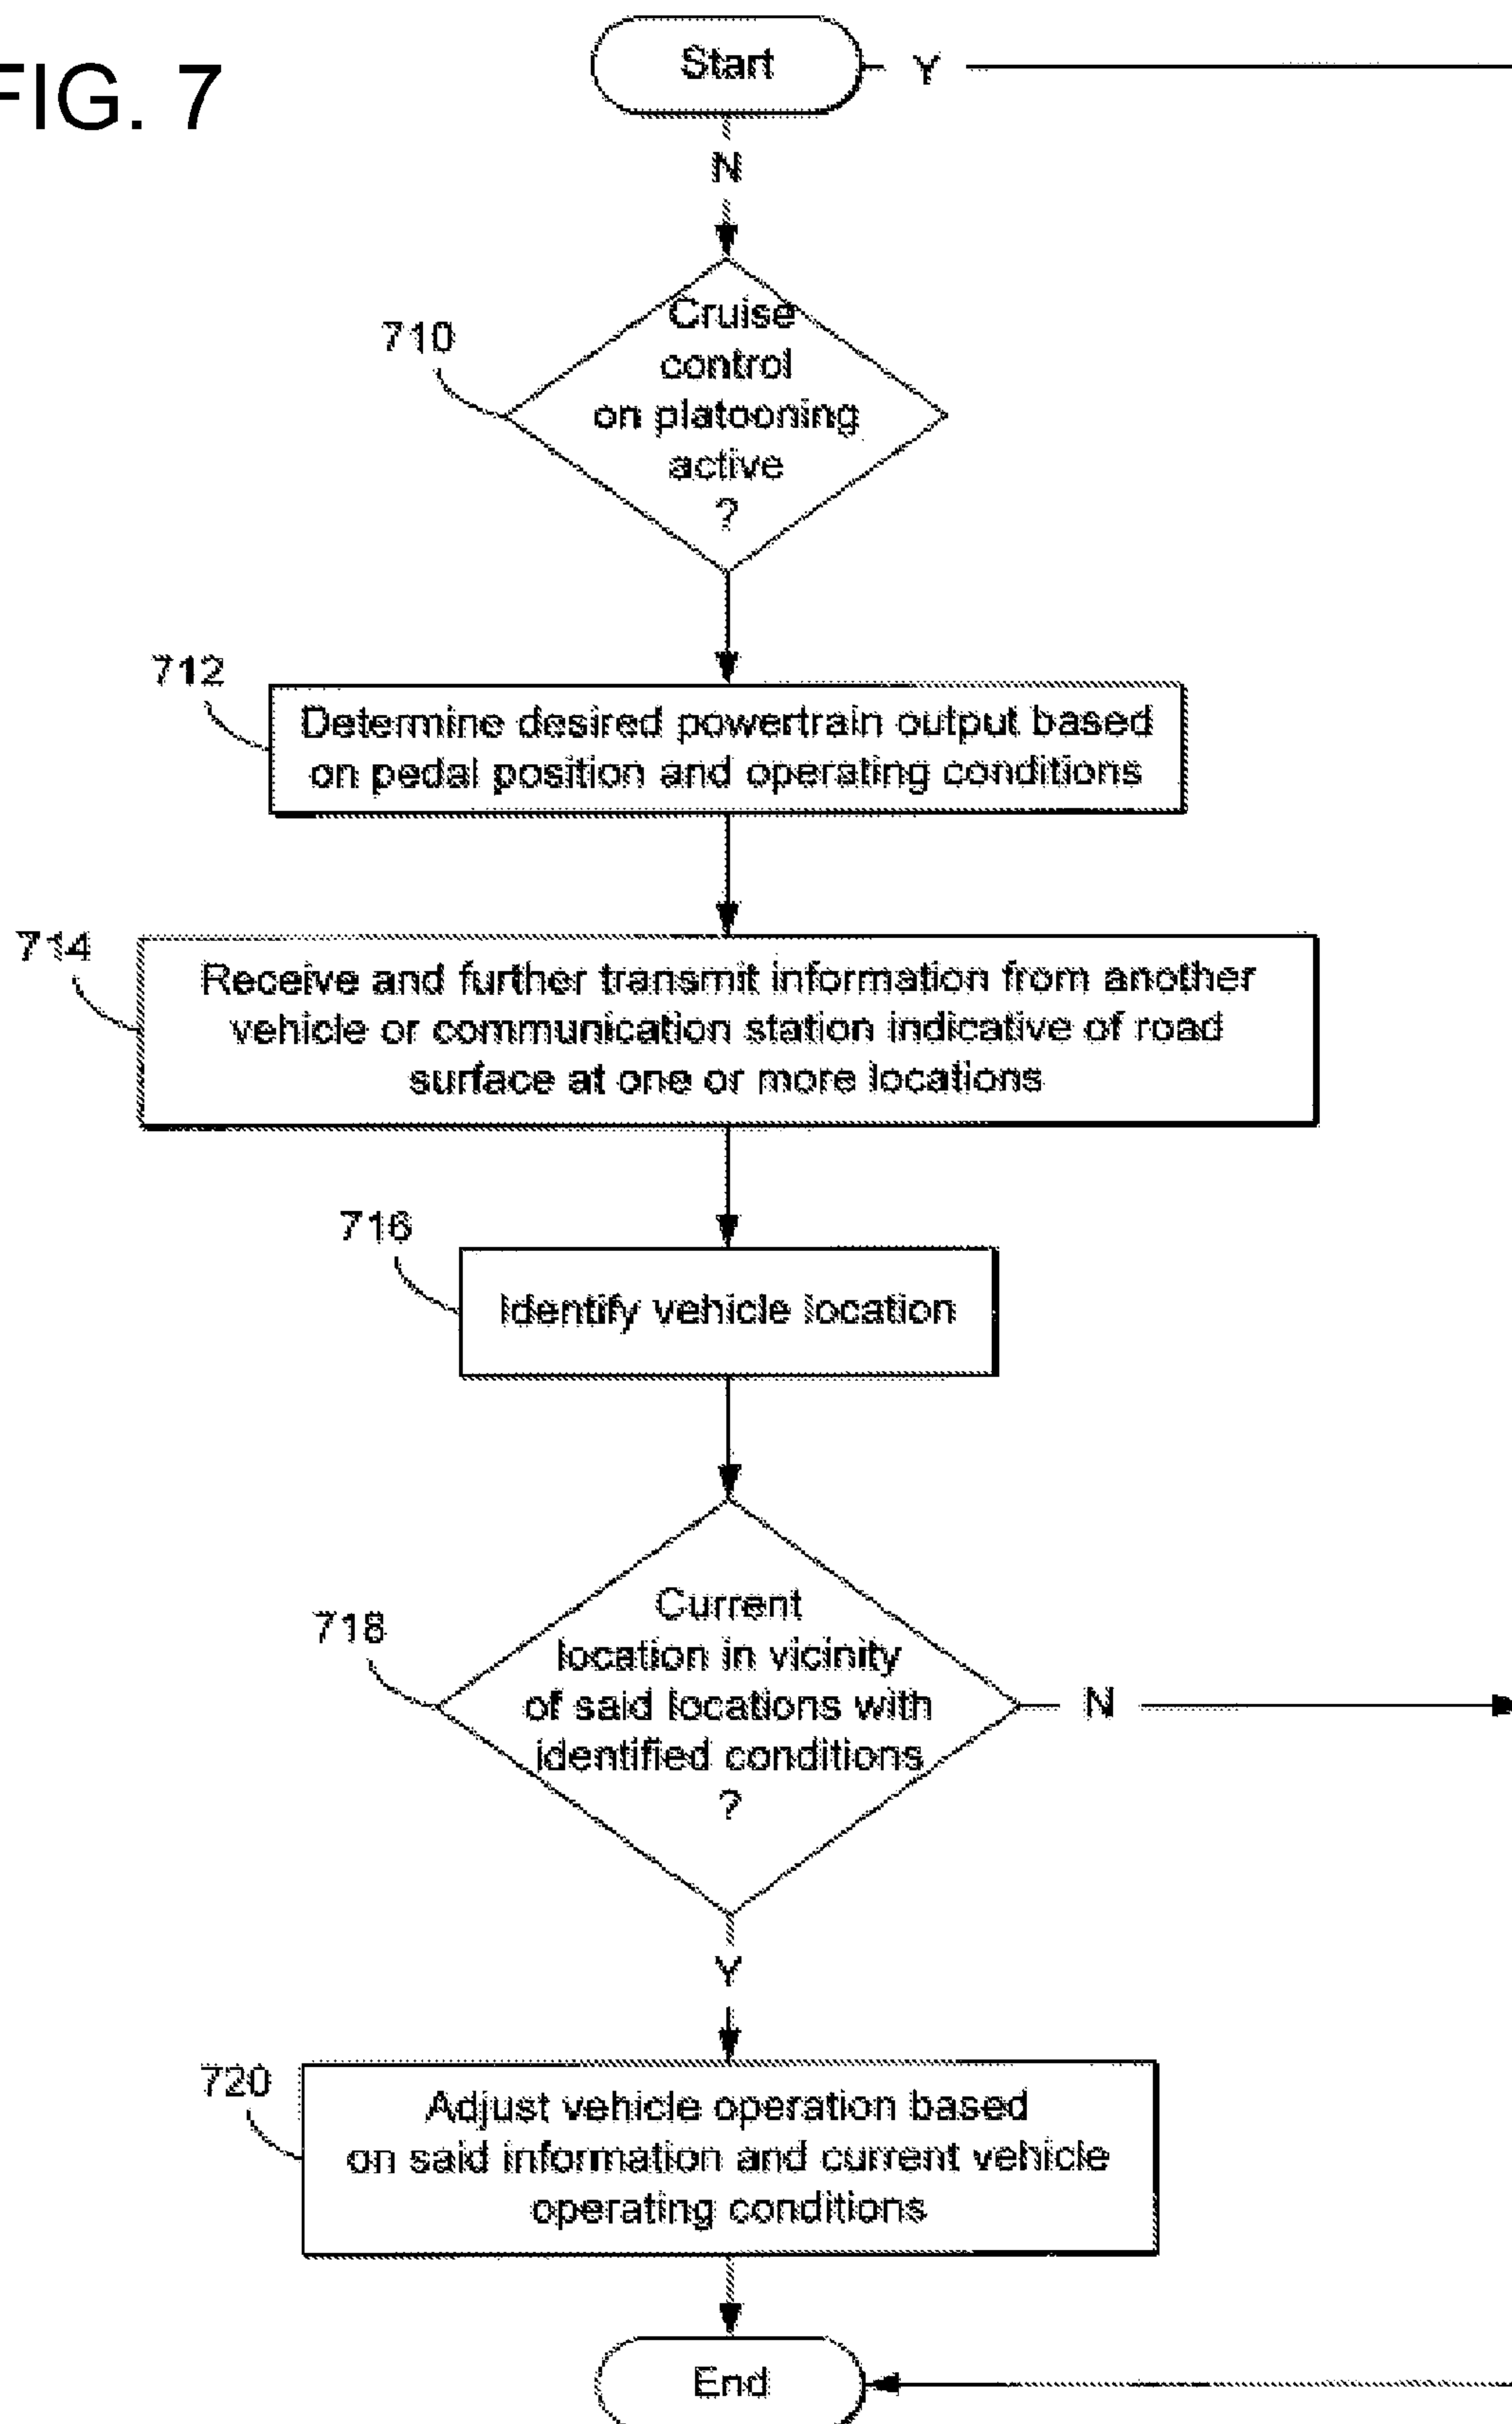 FIG. 7
Start
Y
N
710
Cruise
control
on platooning
active
?
712
Determine desired powertrain output based
on pedal position and operating conditions
714
Receive and further transmit information from another
vehicle or communication station indicative of road
surface at one or more locations
716
Identify vehicle location
718
Current
location in vicinity
of said locations with
identified conditions
?
N
Y
720
Adjust vehicle operation based
on said information and current vehicle
operating conditions
End